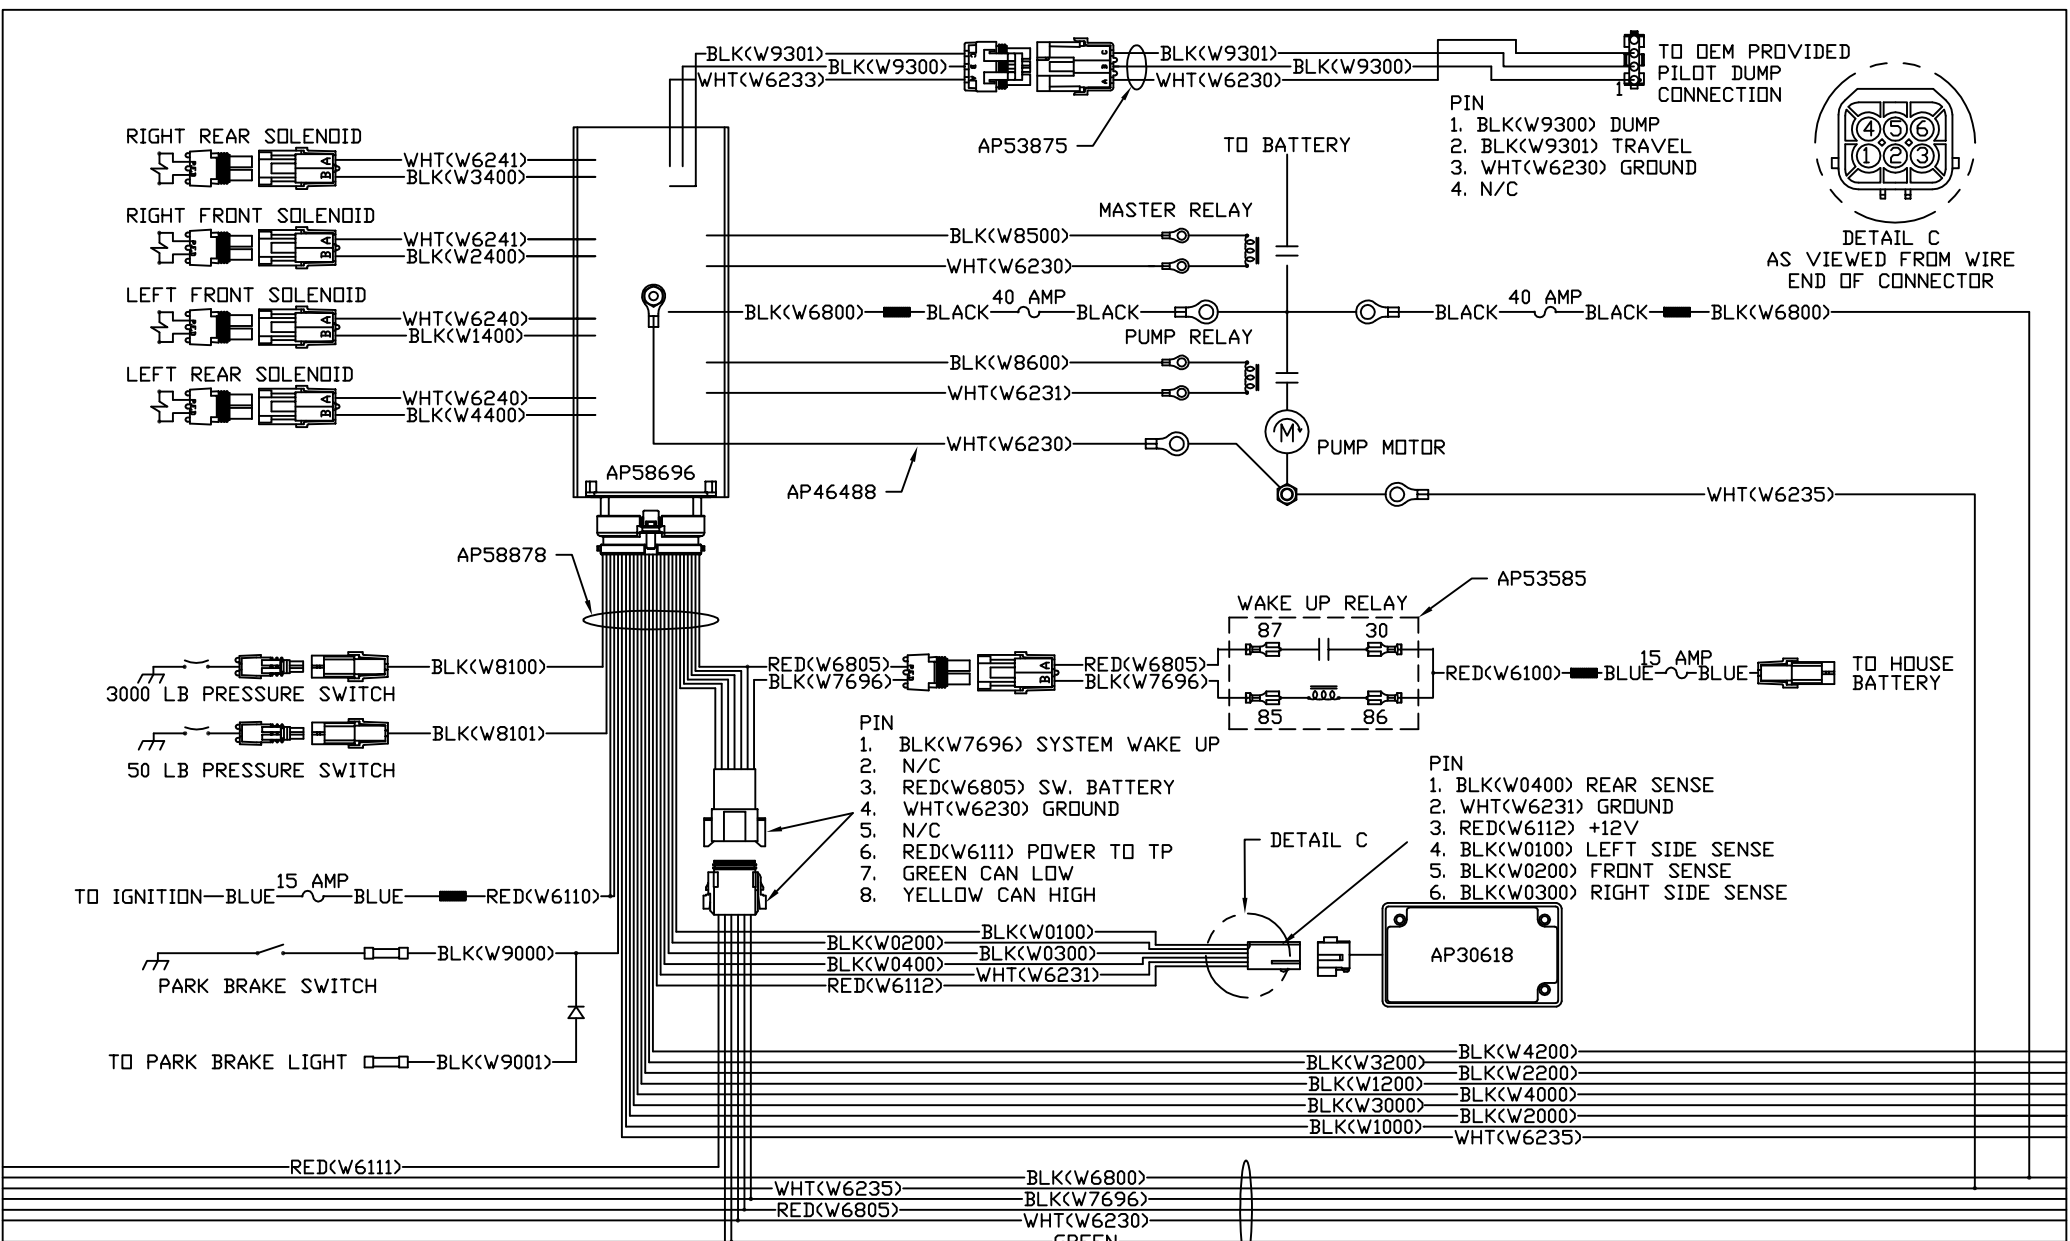 BLK(W9301)
BLK(W9300)
WHT(W6233)
C
B
A
BLK(W9301)
BLK(W9300)
WHT(W6230)
1
TO OEM PROVIDED
PILOT DUMP
CONNECTION
AP53875
PIN
1. BLK(W9300) DUMP
2. BLK(W9301) TRAVEL
3. WHT(W6230) GROUND
4. N/C
4 5 6
1 2 3
DETAIL C
AS VIEWED FROM WIRE
END OF CONNECTOR
RIGHT REAR SOLENOID
A
B
WHT(W6241)
BLK(W3400)
RIGHT FRONT SOLENOID
A
B
WHT(W6241)
BLK(W2400)
LEFT FRONT SOLENOID
A
B
WHT(W6240)
BLK(W1400)
LEFT REAR SOLENOID
A
B
WHT(W6240)
BLK(W4400)
TO BATTERY
MASTER RELAY
BLK(W8500)
WHT(W6230)
BLK(W6800)
BLACK
40 AMP
BLACK
BLACK
40 AMP
BLACK
BLK(W6800)
PUMP RELAY
BLK(W8600)
WHT(W6231)
M
PUMP MOTOR
WHT(W6230)
AP46488
WHT(W6235)
AP58696
AP58878
AP53585
WAKE UP RELAY
87
30
85
86
RED(W6805)
BLK(W7696)
A
B
RED(W6805)
BLK(W7696)
RED(W6100)
BLUE
15 AMP
BLUE
TO HOUSE
BATTERY
BLK(W8100)
3000 LB PRESSURE SWITCH
BLK(W8101)
50 LB PRESSURE SWITCH
PIN
1. BLK(W7696) SYSTEM WAKE UP
2. N/C
3. RED(W6805) SW. BATTERY
4. WHT(W6230) GROUND
5. N/C
6. RED(W6111) POWER TO TP
7. GREEN CAN LOW
8. YELLOW CAN HIGH
PIN
1. BLK(W0400) REAR SENSE
2. WHT(W6231) GROUND
3. RED(W6112) +12V
4. BLK(W0100) LEFT SIDE SENSE
5. BLK(W0200) FRONT SENSE
6. BLK(W0300) RIGHT SIDE SENSE
DETAIL C
TO IGNITION
BLUE
15 AMP
BLUE
RED(W6110)
BLK(W9000)
PARK BRAKE SWITCH
TO PARK BRAKE LIGHT
BLK(W9001)
BLK(W0100)
BLK(W0200)
BLK(W0300)
BLK(W0400)
WHT(W6231)
RED(W6112)
AP30618
BLK(W4200)
BLK(W3200)
BLK(W2200)
BLK(W1200)
BLK(W4000)
BLK(W3000)
BLK(W2000)
BLK(W1000)
WHT(W6235)
RED(W6111)
BLK(W6800)
WHT(W6235)
BLK(W7696)
RED(W6805)
WHT(W6230)
GREEN